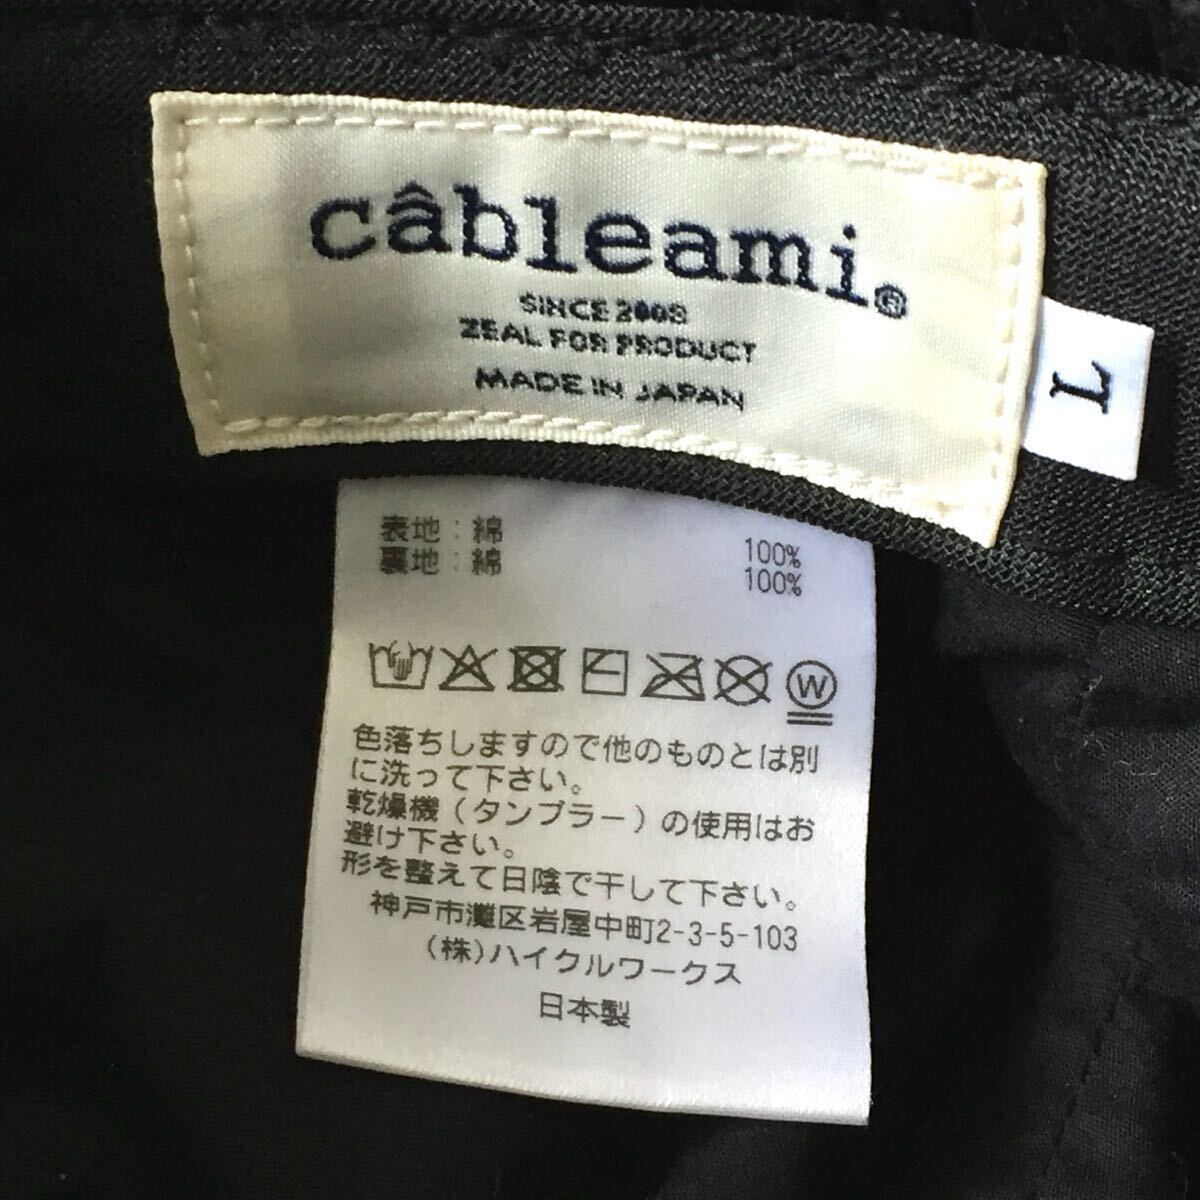 câbleami®
SINCE 2008
ZEAL FOR PRODUCT
MADE IN JAPAN
L
表地：綿 100%
裏地：綿 100%
W
色落ちしますので他のものとは別
に洗って下さい。
乾燥機（タンブラー）の使用はお
避け下さい。
形を整えて日陰で干して下さい。
神戸市灘区岩屋中町2-3-5-103
(株)ハイクルワークス
日本製